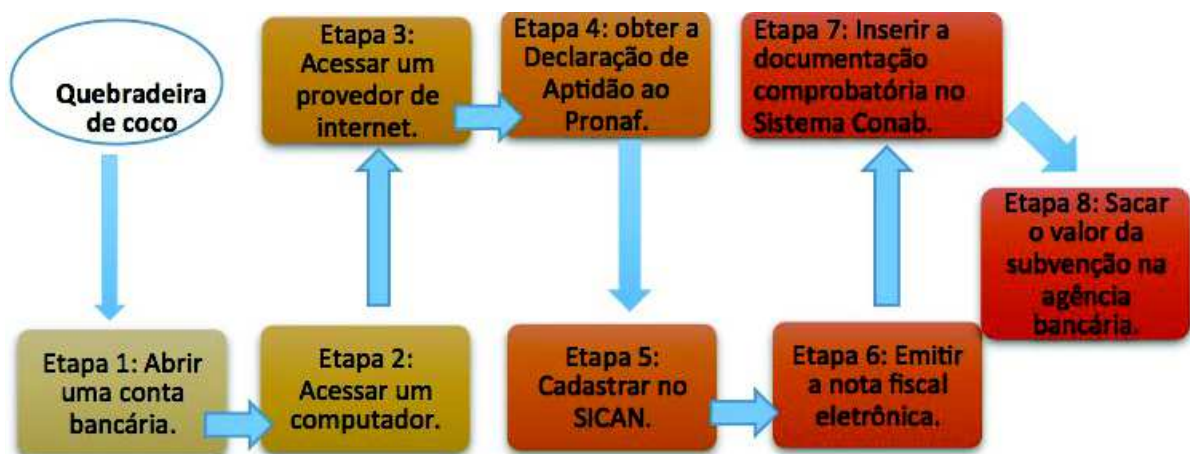 Quebradeira
de coco
Etapa 1: Abrir
uma conta
bancária.
Etapa 2:
Acessar um
computador.
Etapa 3:
Acessar um
provedor de
internet.
Etapa 4: obter a
Declaração de
Aptidão ao
Pronaf.
Etapa 5:
Cadastrar no
SICAN.
Etapa 6: Emitir
a nota fiscal
eletrônica.
Etapa 7: Inserir a
documentação
comprobatória no
Sistema Conab.
Etapa 8: Sacar
o valor da
subvenção na
agência
bancária.